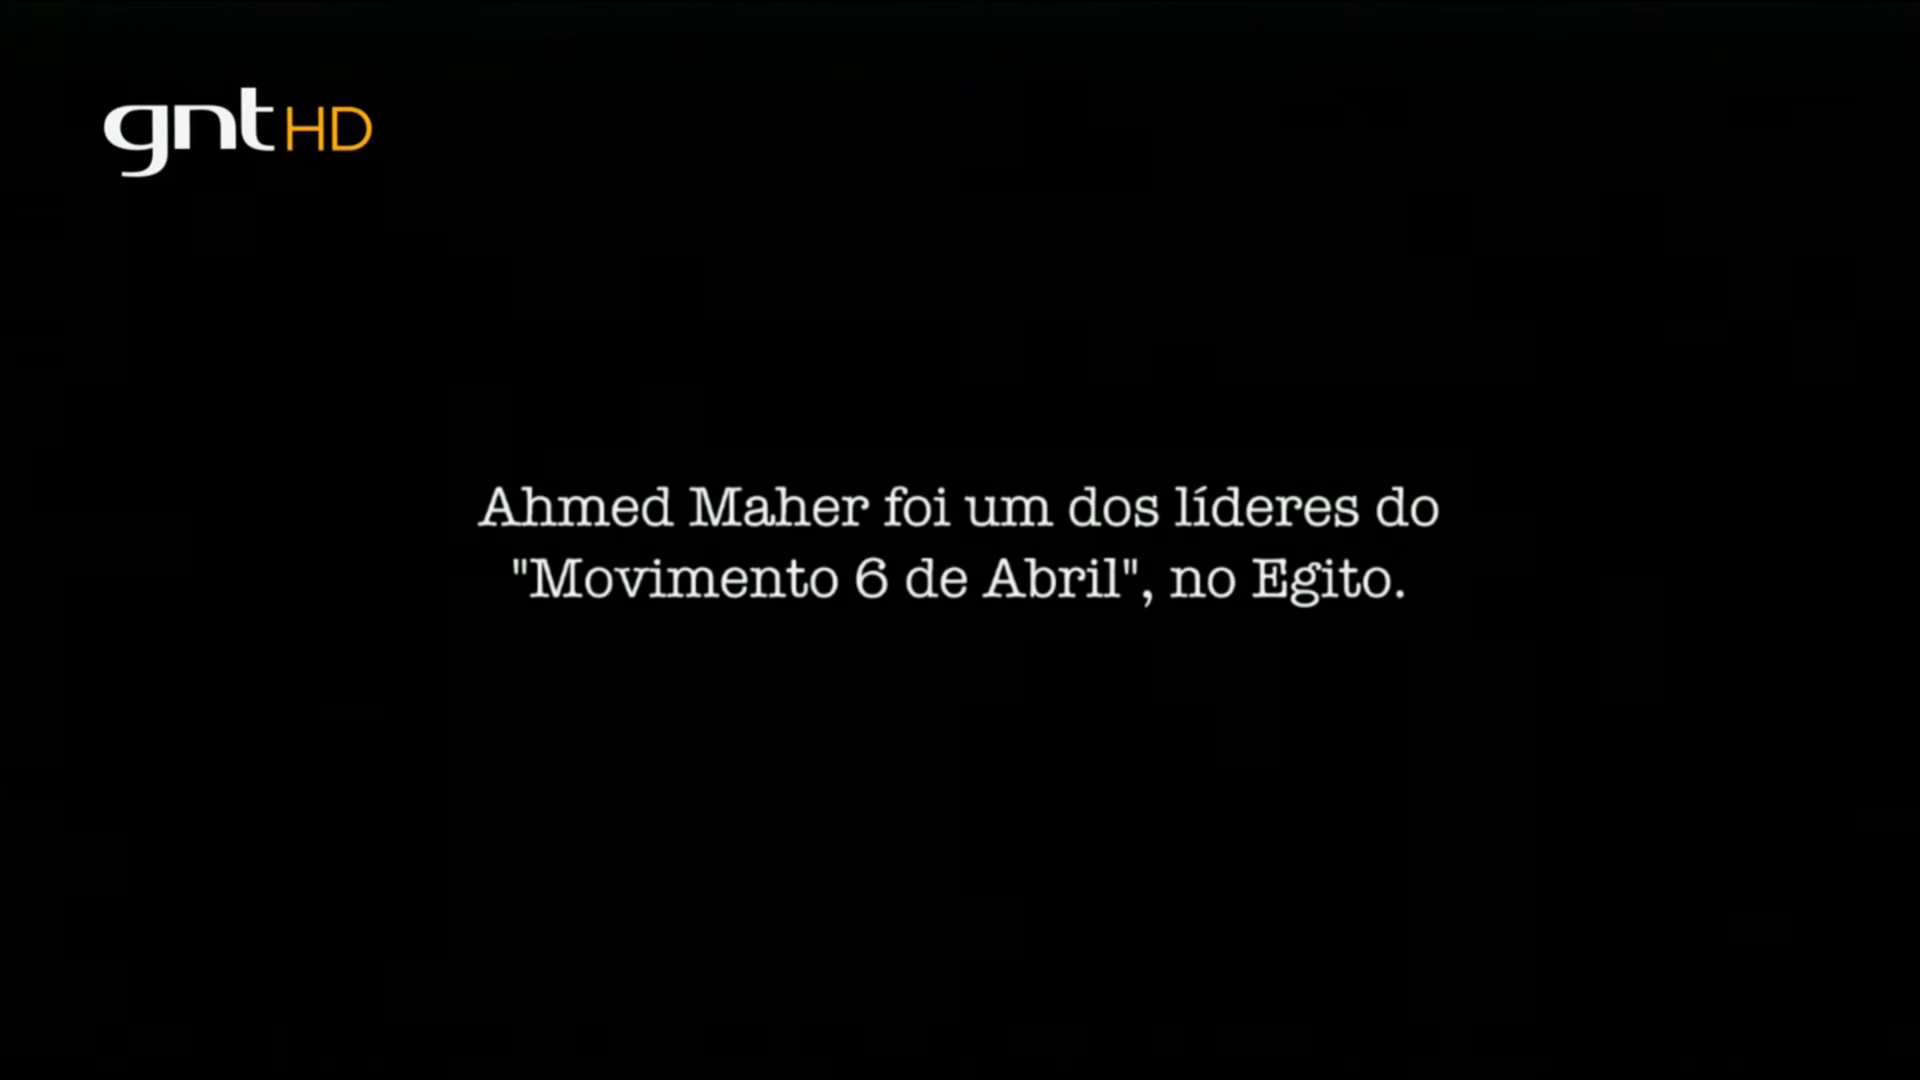 gnt HD
Ahmed Maher foi um dos líderes do
"Movimento 6 de Abril", no Egito.